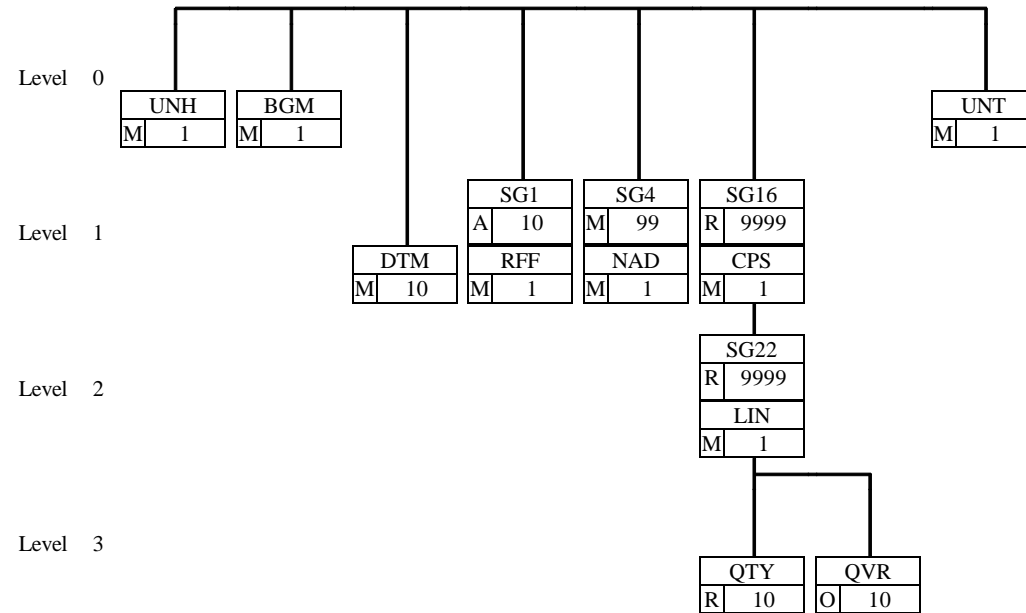 Level 0
UNH BGM UNT
M 1 M 1 M 1
SG1 SG4 SG16
A 10 M 99 R 9999
Level 1
DTM RFF NAD CPS
M 10 M 1 M 1 M 1
SG22
R 9999
Level 2
LIN
M 1
Level 3
QTY QVR
R 10 O 10